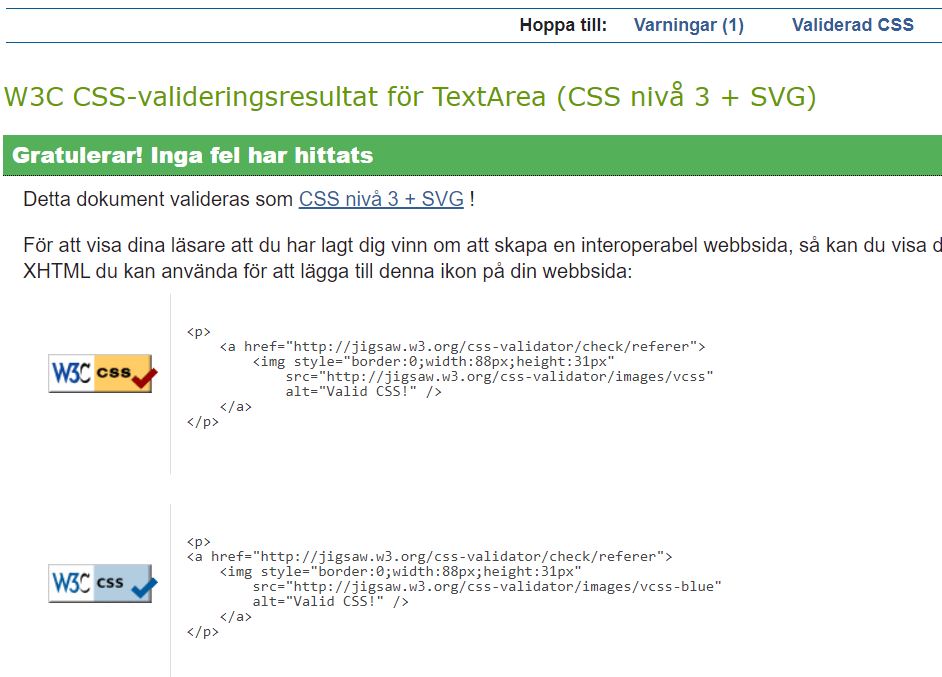 Hoppa till: Varningar (1) Validerad CSS
W3C CSS-valideringsresultat för TextArea (CSS nivå 3 + SVG)
Gratulerar! Inga fel har hittats
Detta dokument valideras som CSS nivå 3 + SVG !
För att visa dina läsare att du har lagt dig vinn om att skapa en interoperabel webbsida, så kan du visa
XHTML du kan använda för att lägga till denna ikon på din webbsida:
W3C css
<p>
<a href="http://jigsaw.w3.org/css-validator/check/referer">
<img style="border:0;width:88px;height:31px"
src="http://jigsaw.w3.org/css-validator/images/vcss"
alt="Valid CSS!" />
</a>
</p>
W3C css
<p>
<a href="http://jigsaw.w3.org/css-validator/check/referer">
<img style="border:0;width:88px;height:31px"
src="http://jigsaw.w3.org/css-validator/images/vcss-blue"
alt="Valid CSS!" />
</a>
</p>